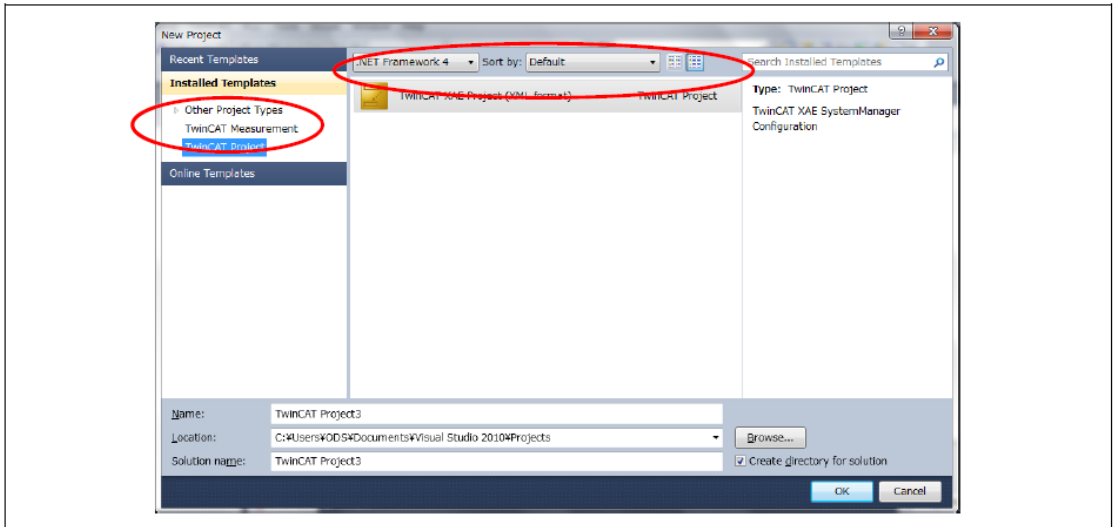 New Project
Recent Templates
.NET Framework 4 Sort by: Default
Search Installed Templates
Installed Templates
TwinCAT XAE Project (XML format) TwinCAT Project
Type: TwinCAT Project
Other Project Types
TwinCAT XAE SystemManager
Configuration
TwinCAT Measurement
TwinCAT Project
Online Templates
Name: TwinCAT Project3
Location: C:¥Users¥ODS¥Documents¥Visual Studio 2010¥Projects Browse...
Solution name: TwinCAT Project3 Create directory for solution
OK Cancel